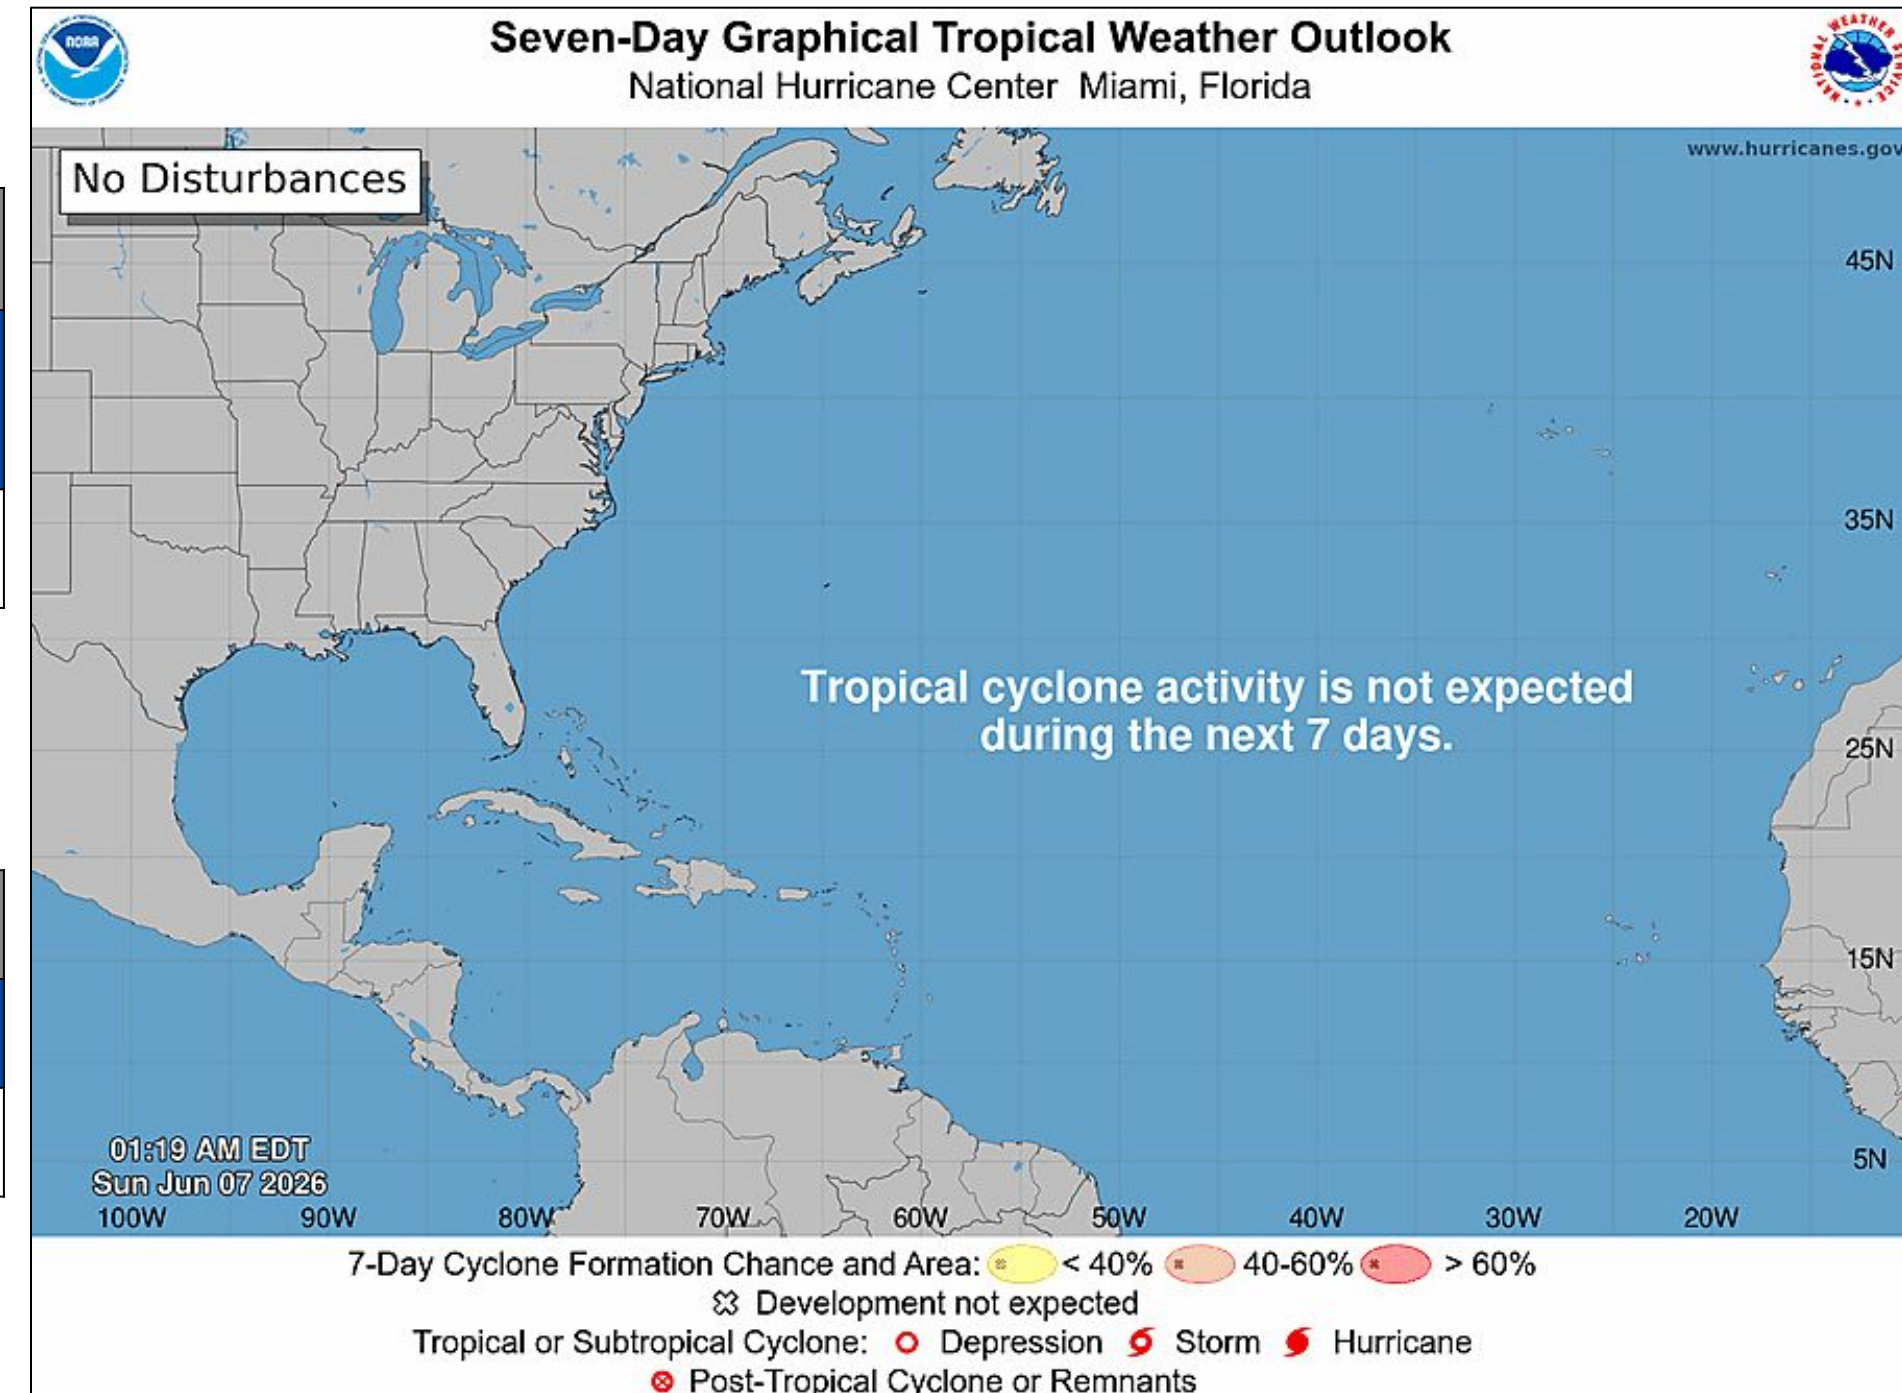 NOAA
Seven-Day Graphical Tropical Weather Outlook
National Hurricane Center Miami, Florida
No Disturbances
www.hurricanes.gov
45N
35N
Tropical cyclone activity is not expected
during the next 7 days.
25N
15N
01:19 AM EDT
Sun Jun 07 2026
5N
100W 90W 80W 70W 60W 50W 40W 30W 20W
7-Day Cyclone Formation Chance and Area: < 40% 40-60% > 60%
Development not expected
Tropical or Subtropical Cyclone: Depression Storm Hurricane
Post-Tropical Cyclone or Remnants